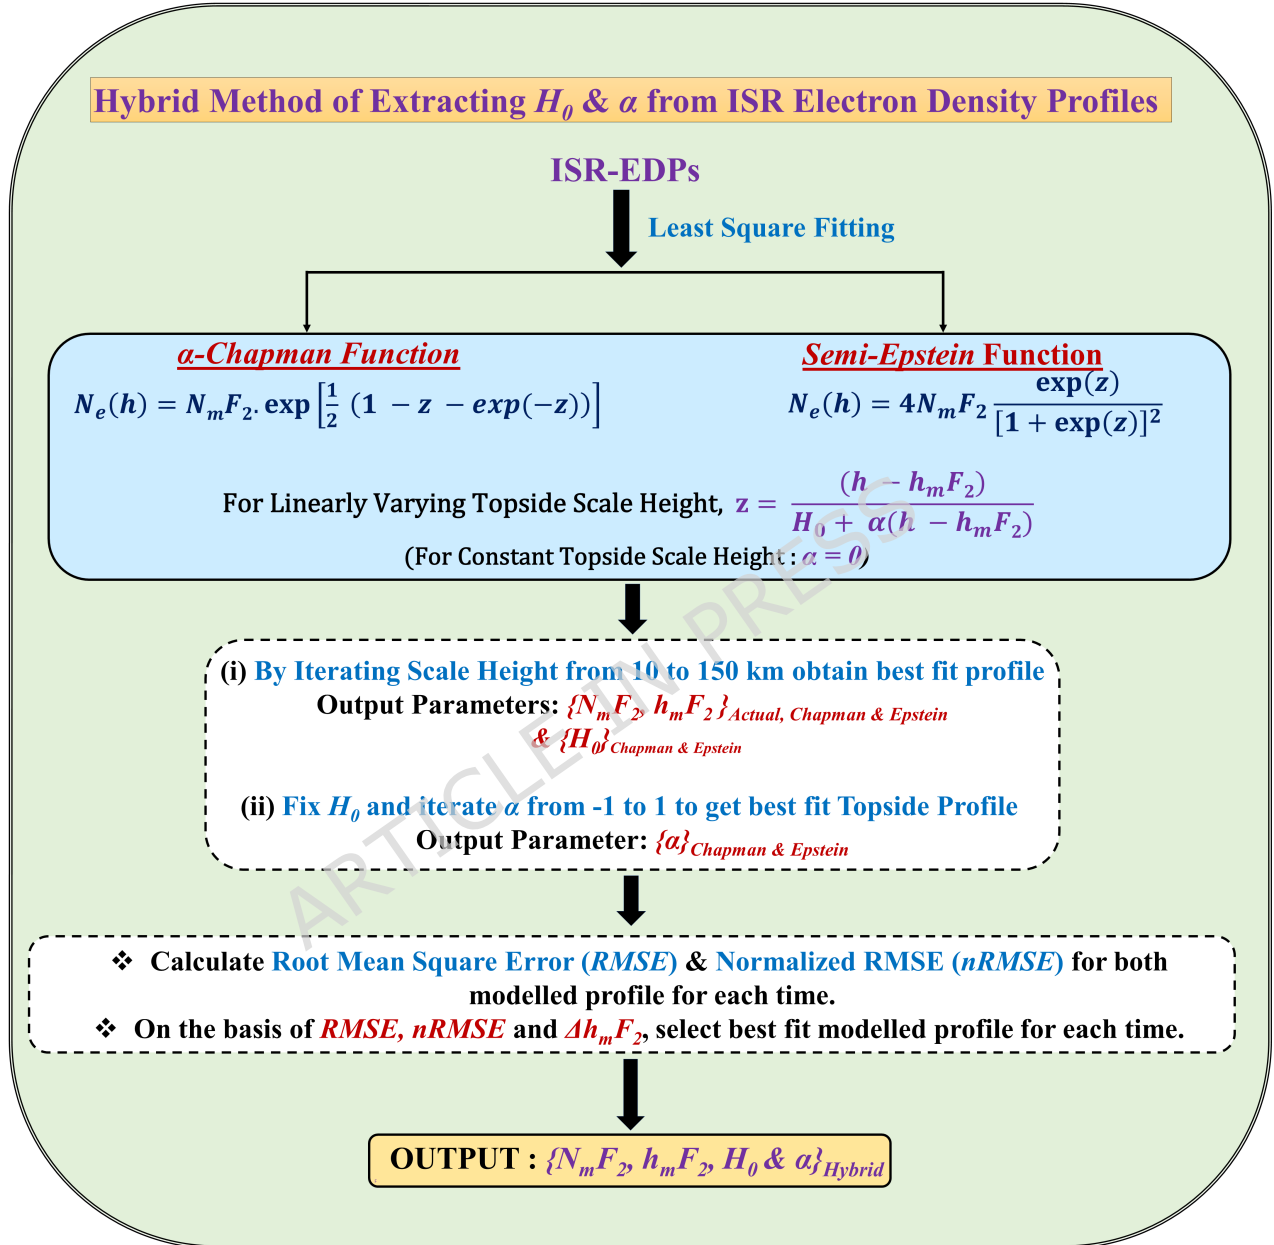 Hybrid Method of Extracting H₀ & α from ISR Electron Density Profiles
ISR-EDPs
Least Square Fitting
α-Chapman Function
Nₑ(h) = NₘF₂. exp[1/2 (1 − z − exp(−z))]
Semi-Epstein Function
Nₑ(h) = 4NₘF₂ exp(z)/[1 + exp(z)]²
For Linearly Varying Topside Scale Height, z = (h − hₘF₂)/(H₀ + α(h − hₘF₂))
(For Constant Topside Scale Height : α = 0)
(i) By Iterating Scale Height from 10 to 150 km obtain best fit profile
Output Parameters: {NₘF₂, hₘF₂ }Actual, Chapman & Epstein
& {H₀}Chapman & Epstein
(ii) Fix H₀ and iterate α from -1 to 1 to get best fit Topside Profile
Output Parameter: {α}Chapman & Epstein
❖ Calculate Root Mean Square Error (RMSE) & Normalized RMSE (nRMSE) for both
modelled profile for each time.
❖ On the basis of RMSE, nRMSE and ΔhₘF₂, select best fit modelled profile for each time.
OUTPUT : {NₘF₂, hₘF₂, H₀ & α}Hybrid
ARTICLE IN PRESS